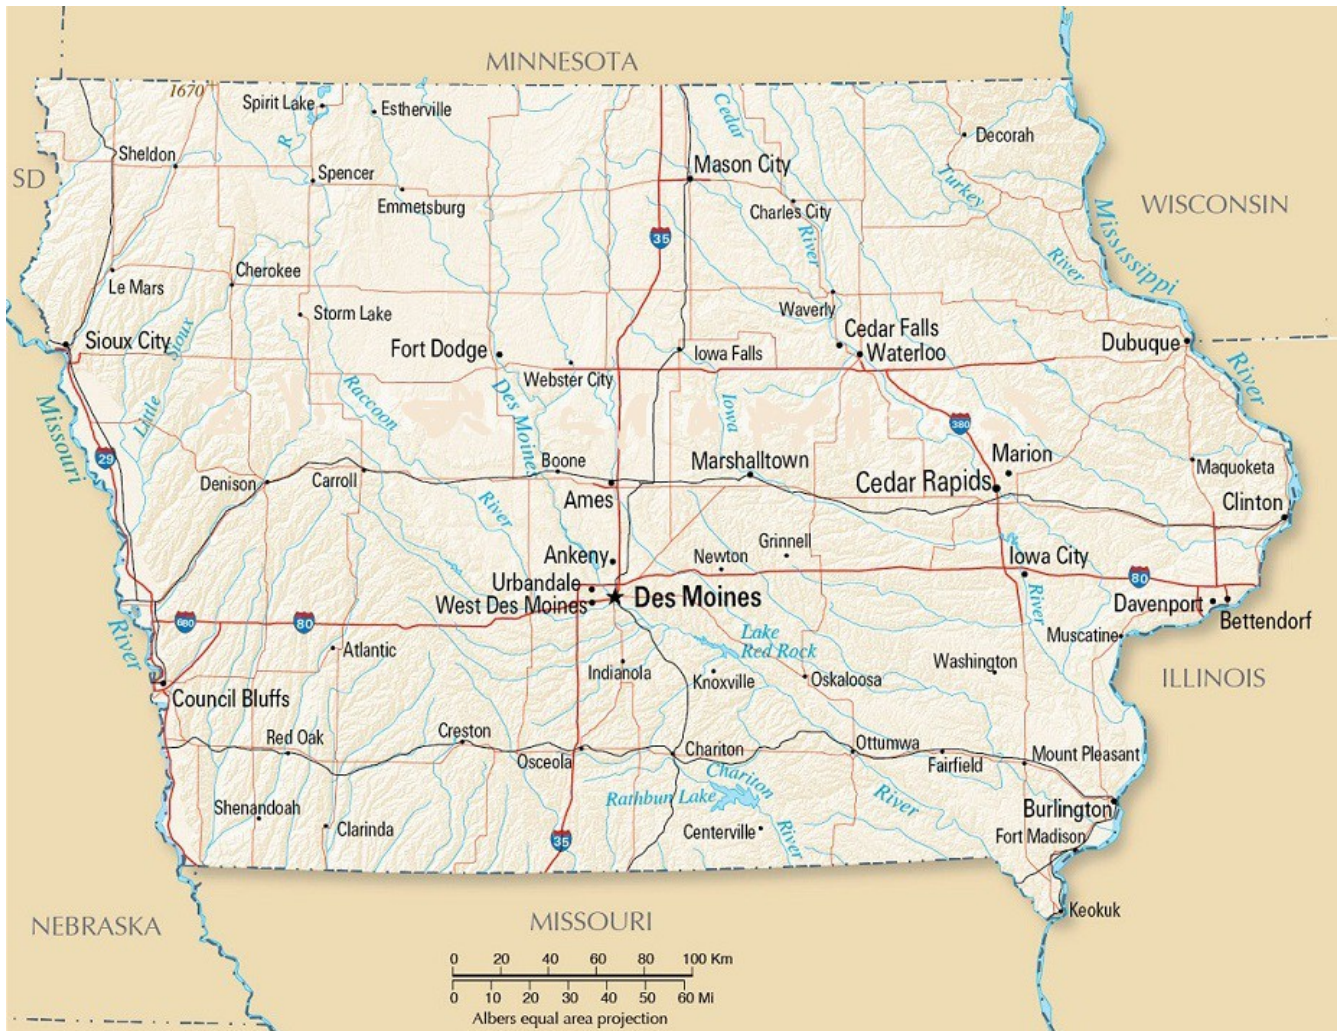 MINNESOTA
1670
Spirit Lake
Estherville
Cedar
Decorah
R
Sheldon
Mason City
SD
Spencer
Turkey
Emmetsburg
Charles City
Mississippi
WISCONSIN
35
River
River
Cherokee
Le Mars
Waverly
Storm Lake
Sioux
Cedar Falls
Sioux City
Fort Dodge
Iowa Falls
Waterloo
Dubuque
Webster City
River
Raccoon
Des Moines
Little
Iowa
Missouri
380
29
Boone
Marshalltown
Marion
Maquoketa
Denison
Carroll
Cedar Rapids
Ames
Clinton
River
Grinnell
Ankeny
Newton
Iowa City
Urbandale
80
West Des Moines
Des Moines
River
Davenport
Bettendorf
680
80
River
Lake
Red Rock
Muscatine
Atlantic
Washington
Indianola
Knoxville
Oskaloosa
ILLINOIS
Council Bluffs
Creston
Red Oak
Ottumwa
Osceola
Chariton
Mount Pleasant
Fairfield
Chariton
Rathbun Lake
River
Shenandoah
Burlington
Clarinda
Centerville
River
Fort Madison
35
Keokuk
NEBRASKA
MISSOURI
0 20 40 60 80 100 Km
0 10 20 30 40 50 60 Mi
Albers equal area projection